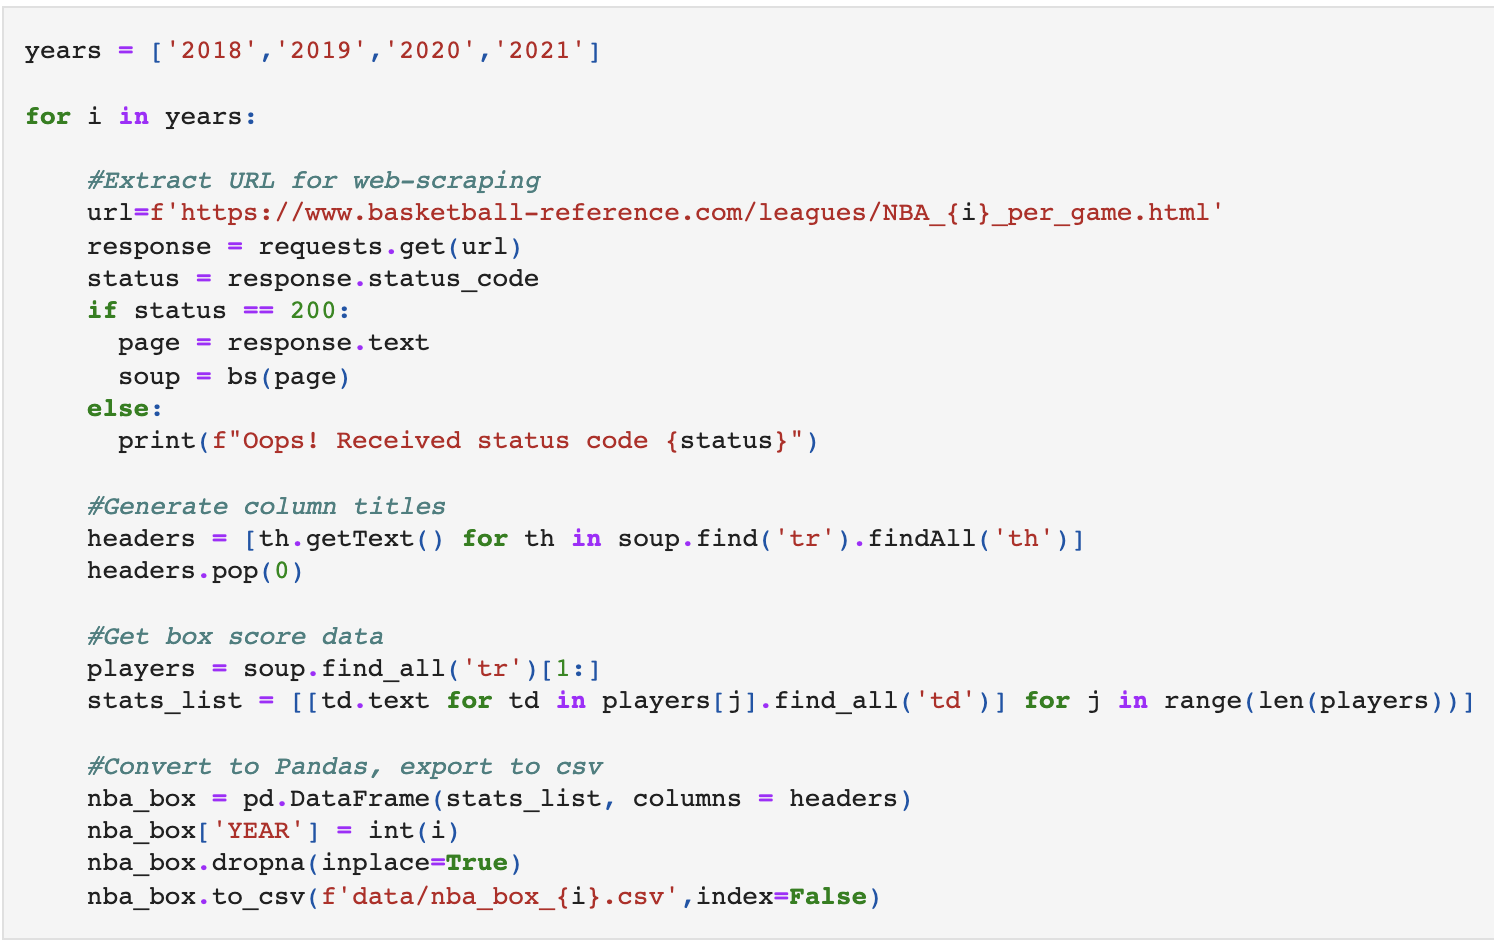 years = ['2018','2019','2020','2021']
for i in years:
    #Extract URL for web-scraping
    url=f'https://www.basketball-reference.com/leagues/NBA_{i}_per_game.html'
    response = requests.get(url)
    status = response.status_code
    if status == 200:
      page = response.text
      soup = bs(page)
    else:
      print(f"Oops! Received status code {status}")
    #Generate column titles
    headers = [th.getText() for th in soup.find('tr').findAll('th')]
    headers.pop(0)
    #Get box score data
    players = soup.find_all('tr')[1:]
    stats_list = [[td.text for td in players[j].find_all('td')] for j in range(len(players))]
    #Convert to Pandas, export to csv
    nba_box = pd.DataFrame(stats_list, columns = headers)
    nba_box['YEAR'] = int(i)
    nba_box.dropna(inplace=True)
    nba_box.to_csv(f'data/nba_box_{i}.csv',index=False)